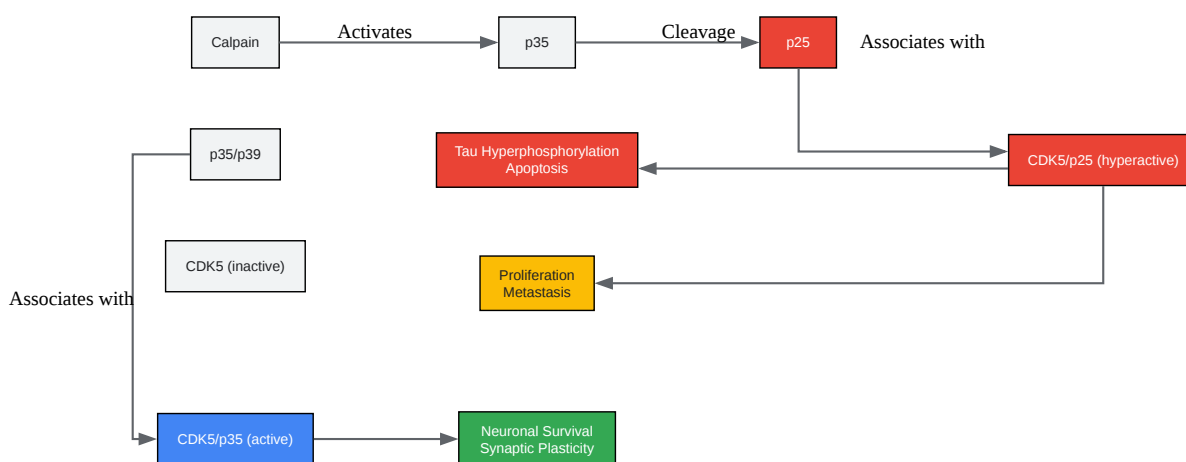 Calpain
Activates
p35
Cleavage
p25
Associates with
p35/p39
Tau Hyperphosphorylation
Apoptosis
CDK5/p25 (hyperactive)
CDK5 (inactive)
Proliferation
Metastasis
Associates with
CDK5/p35 (active)
Neuronal Survival
Synaptic Plasticity